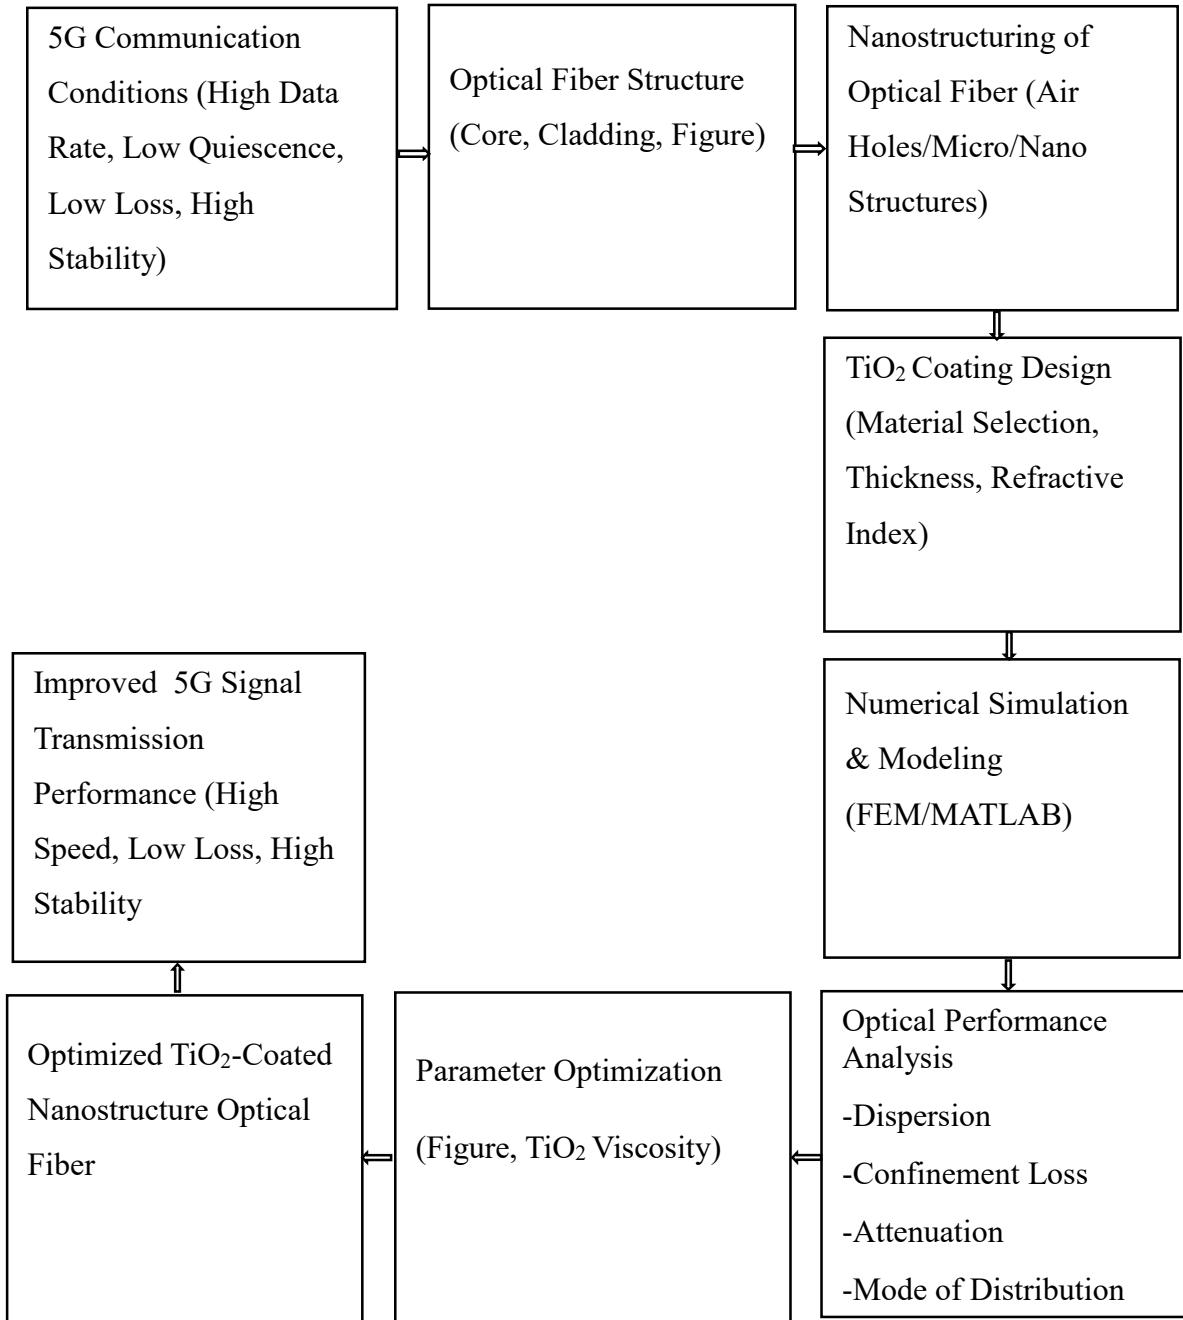 5G Communication
Conditions (High Data
Rate, Low Quiescence,
Low Loss, High
Stability)
Optical Fiber Structure
(Core, Cladding, Figure)
Nanostructuring of
Optical Fiber (Air
Holes/Micro/Nano
Structures)
TiO₂ Coating Design
(Material Selection,
Thickness, Refractive
Index)
Numerical Simulation
& Modeling
(FEM/MATLAB)
Optical Performance
Analysis
-Dispersion
-Confinement Loss
-Attenuation
-Mode of Distribution
Parameter Optimization
(Figure, TiO₂ Viscosity)
Optimized TiO₂-Coated
Nanostructure Optical
Fiber
Improved 5G Signal
Transmission
Performance (High
Speed, Low Loss, High
Stability